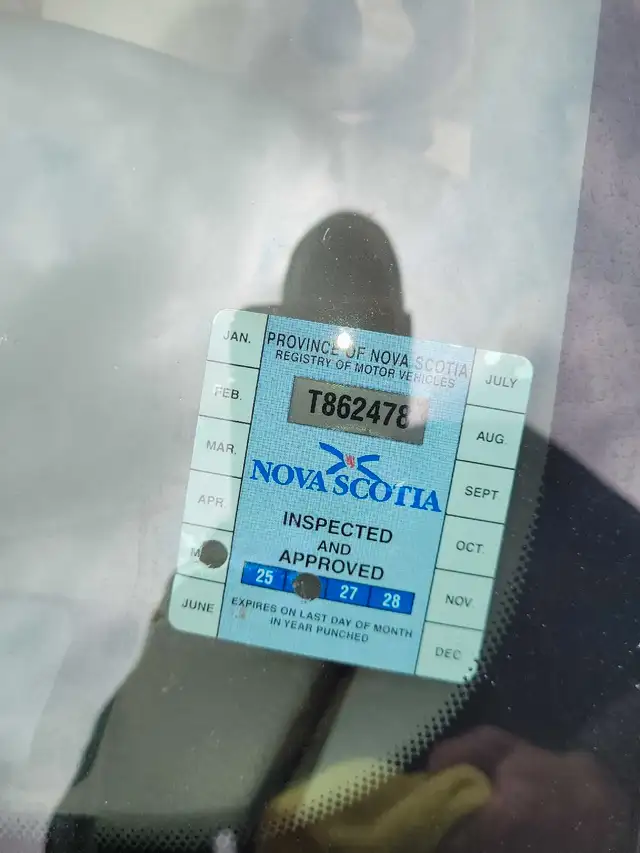 PROVINCE OF NOVA SCOTIA
REGISTRY OF MOTOR VEHICLES
T862478
NOVA SCOTIA
INSPECTED
AND
APPROVED
25 27 28
EXPIRES ON LAST DAY OF MONTH
IN YEAR PUNCHED
JAN.
FEB.
MAR.
APR.
JUNE
JULY
AUG.
SEPT
OCT.
NOV
DEC